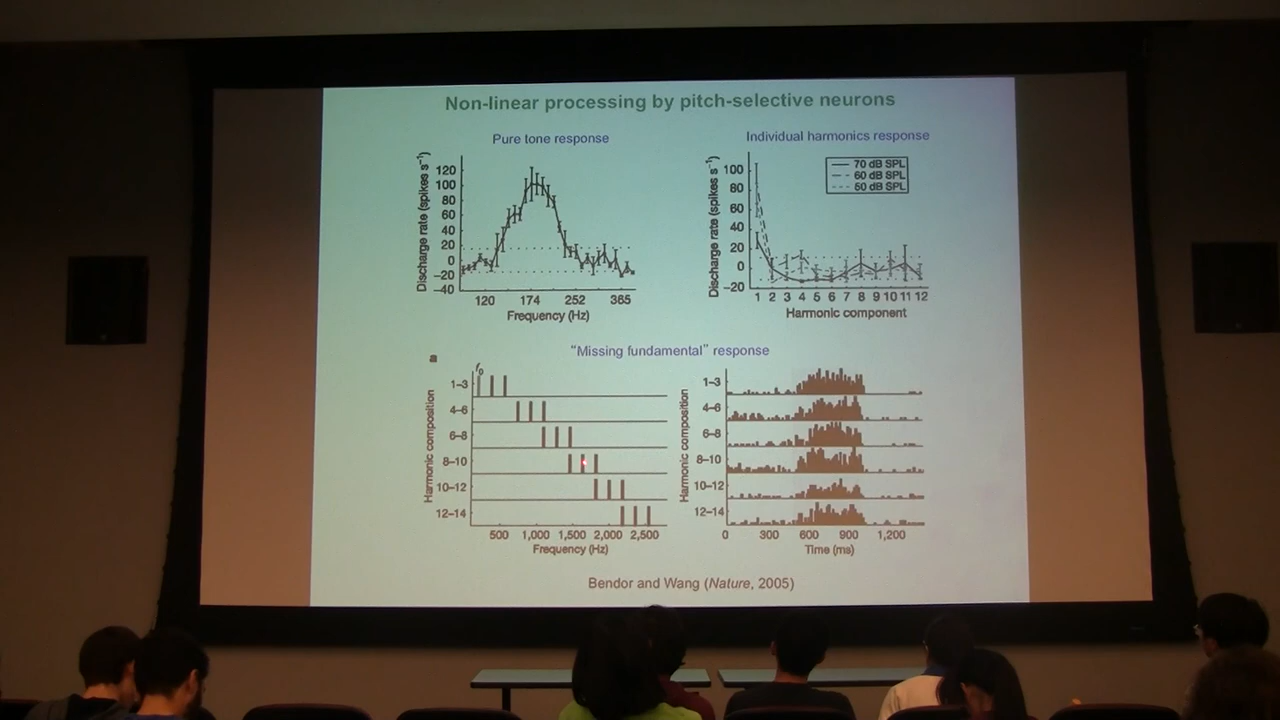 Non-linear processing by pitch-selective neurons
Pure tone response
Discharge rate (spikes s⁻¹)
120
100
80
60
40
20
0
−20
−40
120 174 252 365
Frequency (Hz)
Individual harmonics response
70 dB SPL
60 dB SPL
50 dB SPL
Discharge rate (spikes s⁻¹)
100
80
60
40
20
0
−20
1 2 3 4 5 6 7 8 9 10 11 12
Harmonic component
"Missing fundamental" response
a
f0
Harmonic composition
1–3
4–6
6–8
8–10
10–12
12–14
500 1,000 1,500 2,000 2,500
Frequency (Hz)
Harmonic composition
1–3
4–6
6–8
8–10
10–12
12–14
0 300 600 900 1,200
Time (ms)
Bendor and Wang (Nature, 2005)